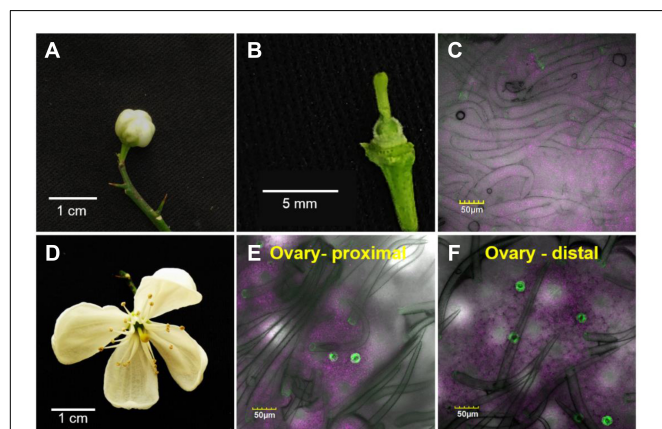 A
B
C
1 cm
5 mm
50µm
D
E
Ovary- proximal
F
Ovary - distal
1 cm
50µm
50µm